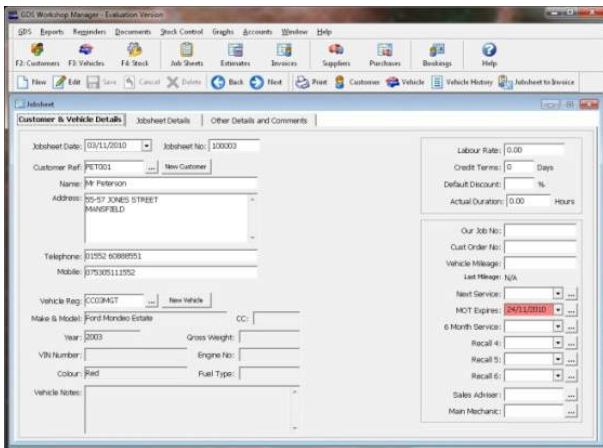 GDS Workshop Manager - Evaluation Version
GDS Reports Reminders Documents Stock Control Graphs Accounts Window Help
F2: Customers F3: Vehicles F4: Stock Job Sheets Estimates Invoices Suppliers Purchases Bookings Help
New Edit Save Cancel Delete Back Next Print Customer Vehicle Vehicle History Jobsheet to Invoice
Jobsheet
Customer & Vehicle Details Jobsheet Details Other Details and Comments
Jobsheet Date: 03/11/2010 Jobsheet No: 100003
Customer Ref: PET001 ... New Customer
Name: Mr Peterson
Address: 55-57 JONES STREET
MANSFIELD
Telephone: 01552 60888551
Mobile: 075305111552
Vehicle Reg: CC03MGT ... New Vehicle
Make & Model: Ford Mondeo Estate CC:
Year: 2003 Gross Weight:
VIN Number: Engine No:
Colour: Red Fuel Type:
Vehicle Notes:
Labour Rate: 0.00
Credit Terms: 0 Days
Default Discount: %
Actual Duration: 0.00 Hours
Our Job No:
Cust Order No:
Vehicle Mileage:
Last Mileage: N/A
Next Service: ...
MOT Expires: 24/11/2010 ...
6 Month Service: ...
Recall 4: ...
Recall 5: ...
Recall 6: ...
Sales Adviser: ...
Main Mechanic: ...